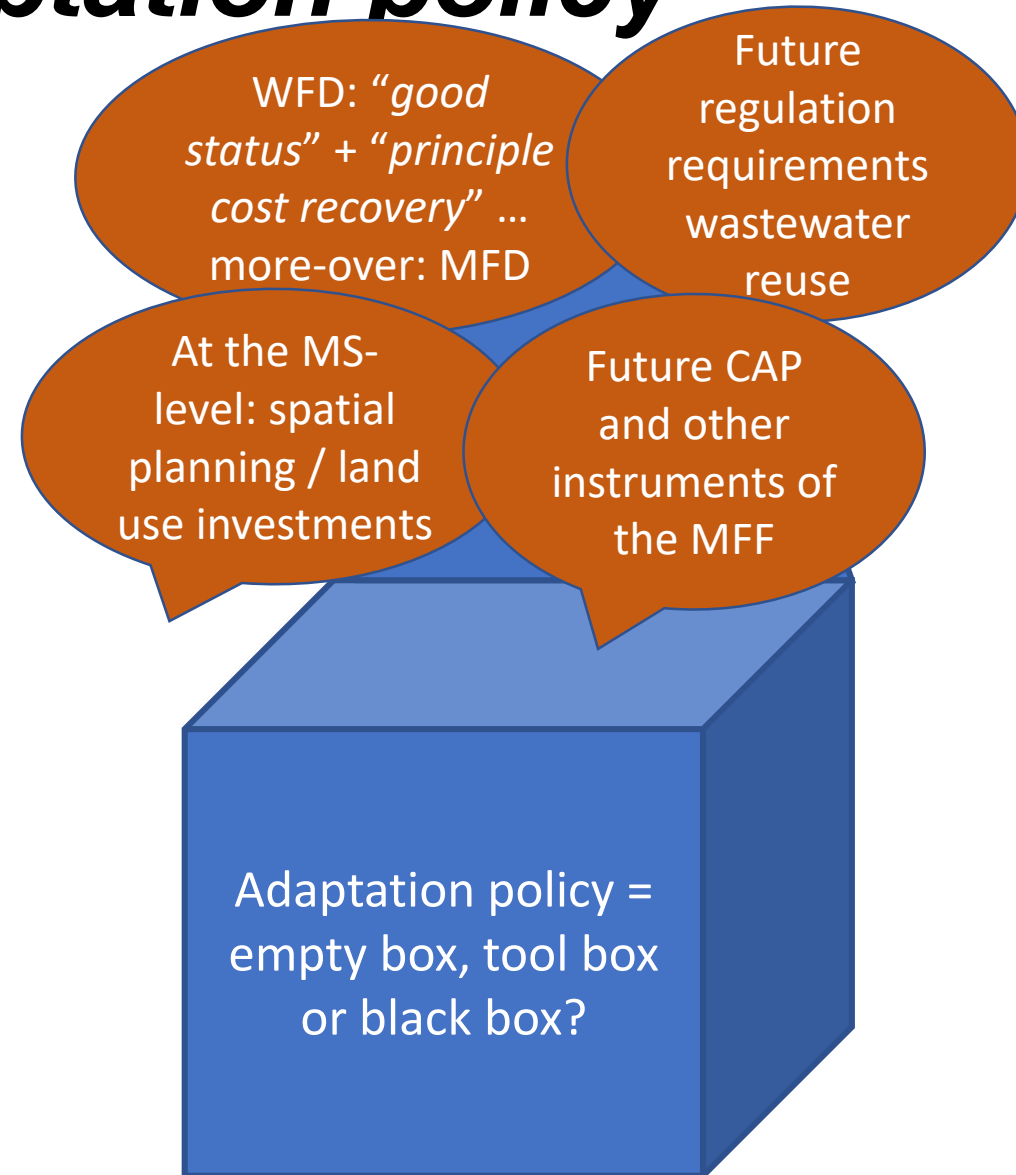 policy
WFD: “good
status” + “principle
cost recovery” ...
more-over: MFD
Future
regulation
requirements
wastewater
reuse
At the MS-
level: spatial
planning / land
use investments
Future CAP
and other
instruments of
the MFF
Adaptation policy =
empty box, tool box
or black box?